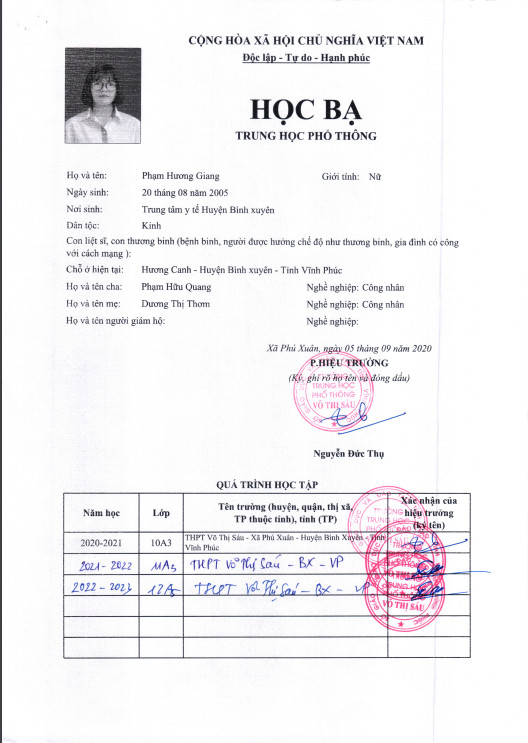 CỘNG HÒA XÃ HỘI CHỦ NGHĨA VIỆT NAM
Độc lập - Tự do - Hạnh phúc
HỌC BẠ
TRUNG HỌC PHỔ THÔNG
Họ và tên: Phạm Hương Giang Giới tính: Nữ
Ngày sinh: 20 tháng 08 năm 2005
Nơi sinh: Trung tâm y tế Huyện Bình xuyên
Dân tộc: Kinh
Con liệt sĩ, con thương binh (bệnh binh, người được hưởng chế độ như thương binh, gia đình có công
với cách mạng ):
Chỗ ở hiện tại: Hương Canh - Huyện Bình xuyên - Tỉnh Vĩnh Phúc
Họ và tên cha: Phạm Hữu Quang Nghề nghiệp: Công nhân
Họ và tên mẹ: Dương Thị Thơm Nghề nghiệp: Công nhân
Họ và tên người giám hộ: Nghề nghiệp:
Xã Phú Xuân, ngày 05 tháng 09 năm 2020
P.HIỆU TRƯỞNG
(Ký, ghi rõ họ tên và đóng dấu)
TRƯỜNG
TRUNG HỌC
PHỔ THÔNG
VÕ THỊ SÁU
Nguyễn Đức Thụ
QUÁ TRÌNH HỌC TẬP
Năm học Lớp Tên trường (huyện, quận, thị xã, TP thuộc tỉnh), tỉnh (TP) Xác nhận của hiệu trưởng (ký tên)
2020-2021 10A3 THPT Võ Thị Sáu - Xã Phú Xuân - Huyện Bình Xuyên - Tỉnh
Vĩnh Phúc
2021 - 2022 11A3 THPT Võ Thị Sáu - BX - VP
2022 - 2023 12A3 THPT Võ Thị Sáu - BX - VP
TRUNG HỌC
PHỔ THÔNG
VÕ THỊ SÁU